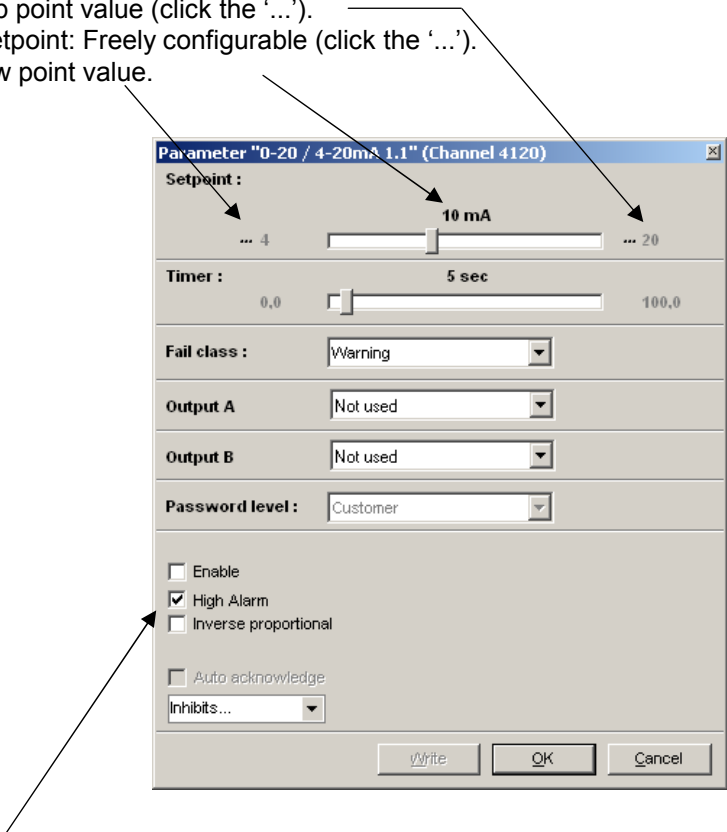 point value (click the ‘...’).
etpoint: Freely configurable (click the ‘...’).
point value.
Parameter "0-20 / 4-20mA 1.1" (Channel 4120)
Setpoint :
10 mA
... 4
... 20
Timer :
5 sec
0,0
100,0
Fail class :
Warning
Output A
Not used
Output B
Not used
Password level :
Customer
Enable
High Alarm
Inverse proportional
Auto acknowledge
Inhibits...
Write
OK
Cancel